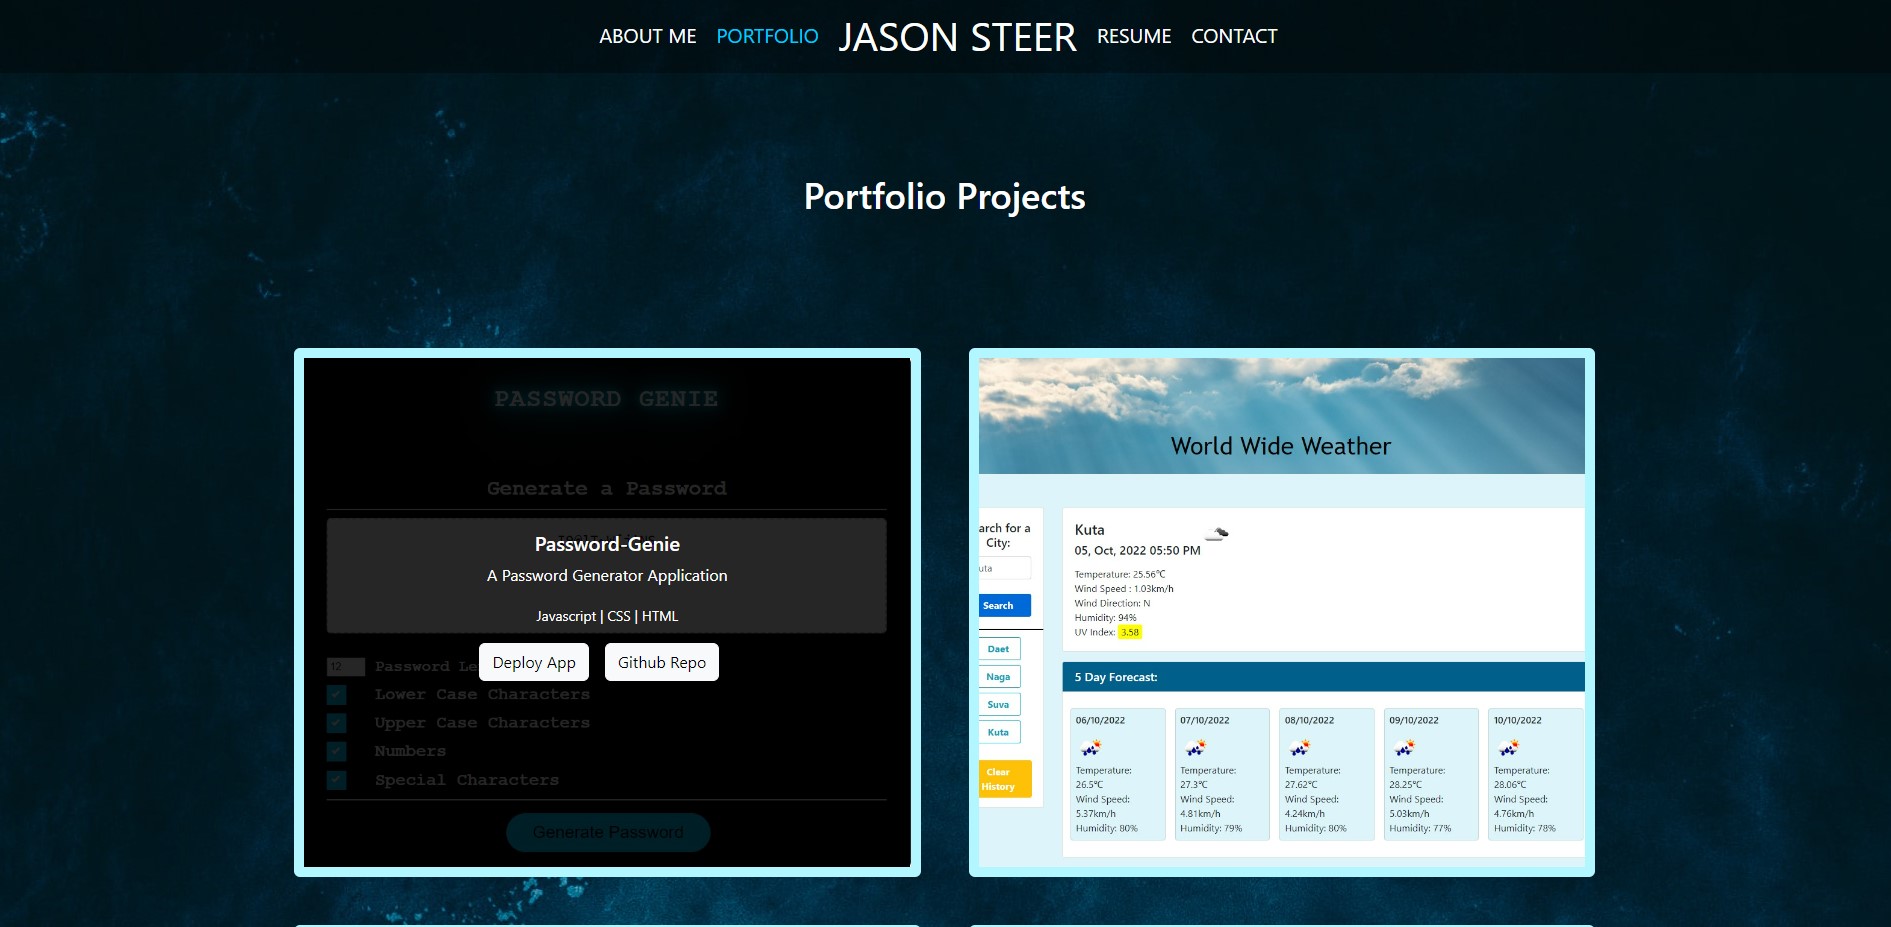 ABOUT ME PORTFOLIO JASON STEER RESUME CONTACT
Portfolio Projects
PASSWORD GENIE
Generate a Password
Password-Genie
A Password Generator Application
Javascript | CSS | HTML
Deploy App Github Repo
12 Password Le
Lower Case Characters
Upper Case Characters
Numbers
Special Characters
Generate Password
World Wide Weather
arch for a
City:
uta
Search
Daet
Naga
Suva
Kuta
Clear
History
Kuta
05, Oct, 2022 05:50 PM
Temperature: 25.56°C
Wind Speed : 1.03km/h
Wind Direction: N
Humidity: 94%
UV Index: 3.58
5 Day Forecast:
06/10/2022
Temperature:
26.5°C
Wind Speed:
5.37km/h
Humidity: 80%
07/10/2022
Temperature:
27.3°C
Wind Speed:
4.81km/h
Humidity: 79%
08/10/2022
Temperature:
27.62°C
Wind Speed:
4.24km/h
Humidity: 80%
09/10/2022
Temperature:
28.25°C
Wind Speed:
5.03km/h
Humidity: 77%
10/10/2022
Temperature:
28.06°C
Wind Speed:
4.76km/h
Humidity: 78%